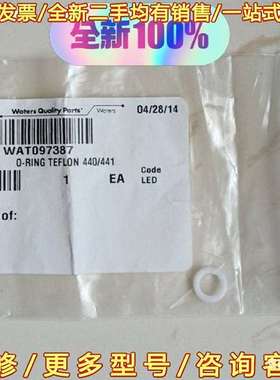 发票/全新二手均有销售/一站式
全新100%
Waters Quality Parts™
Waters
04/28/14
WAT097387
O-RING TEFLON 440/441
1 EA Code
LED
of:
修/更多型号/咨询客